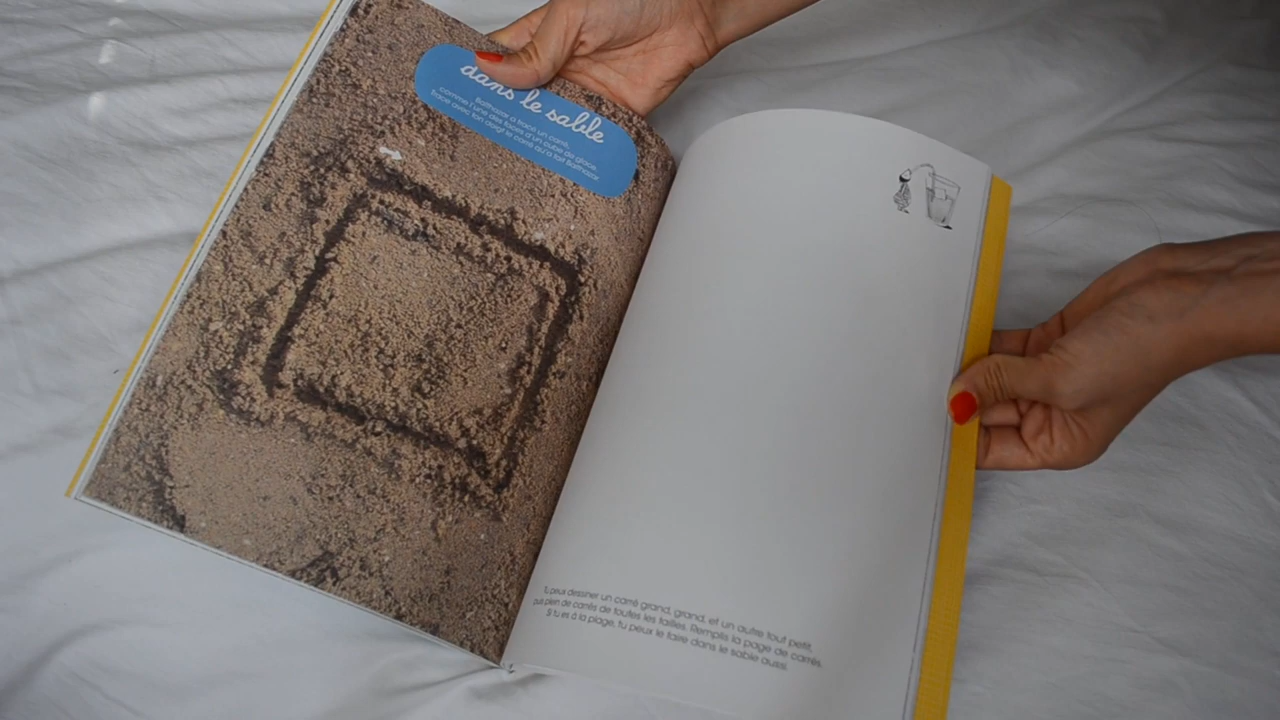 dans le sable
Balthazar a tracé un carré,
comme l'une des faces d'un cube de glace.
Trace avec ton doigt le carré qu'a fait Balthazar.
Tu peux dessiner un carré grand, grand, et un autre tout petit,
puis plein de carrés de toutes les tailles. Remplis la page de carrés.
Si tu es à la plage, tu peux le faire dans le sable aussi.